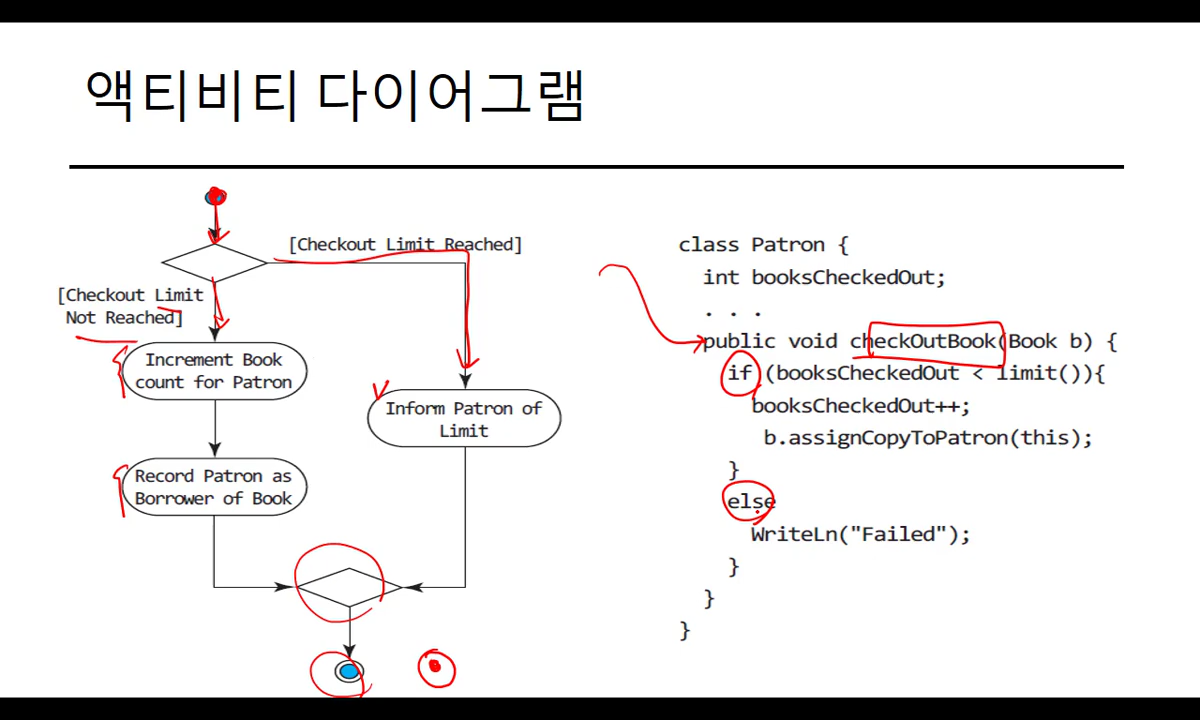 액티비티 다이어그램
[Checkout Limit Reached]
[Checkout Limit
Not Reached]
Increment Book
count for Patron
Inform Patron of
Limit
Record Patron as
Borrower of Book
class Patron {
int booksCheckedOut;
. . .
public void checkOutBook(Book b) {
if (booksCheckedOut < limit()){
booksCheckedOut++;
b.assignCopyToPatron(this);
}
else
WriteLn("Failed");
}
}
}